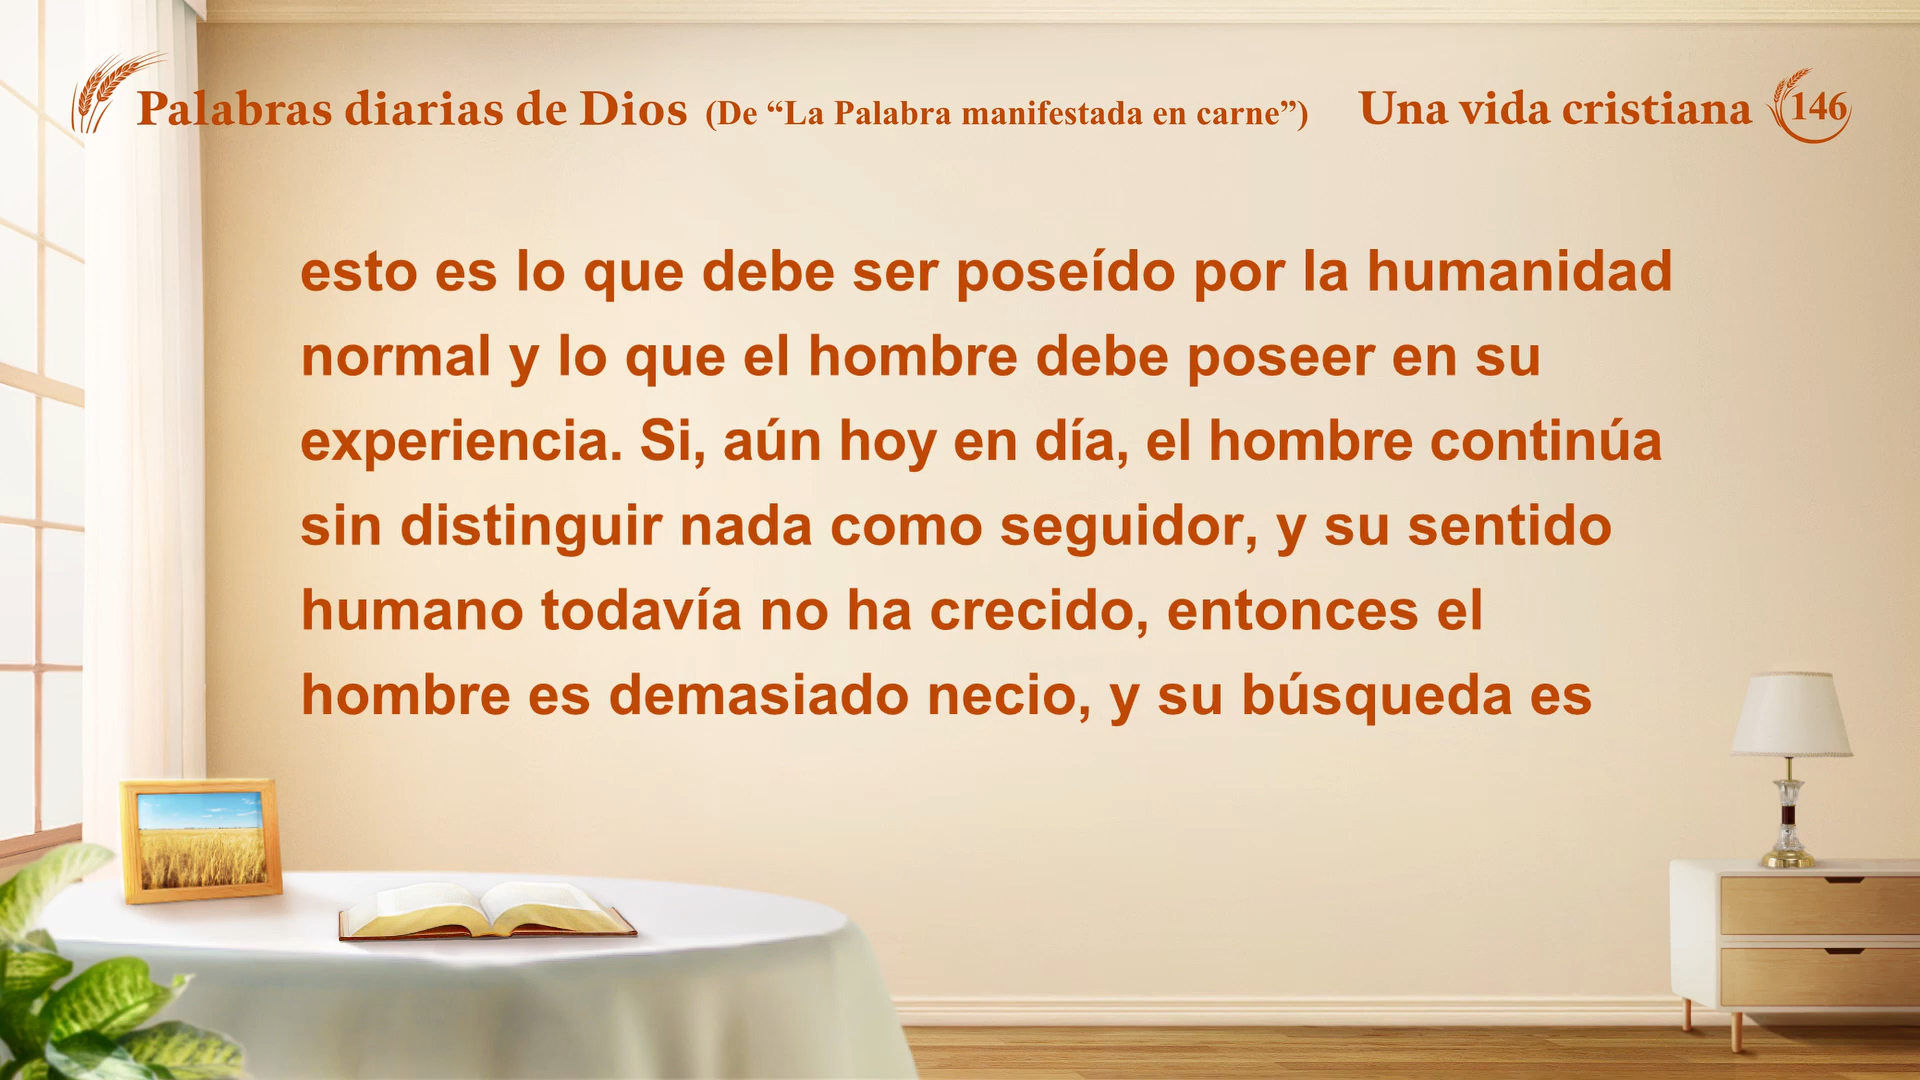 Palabras diarias de Dios (De “La Palabra manifestada en carne”) Una vida cristiana 146
esto es lo que debe ser poseído por la humanidad
normal y lo que el hombre debe poseer en su
experiencia. Si, aún hoy en día, el hombre continúa
sin distinguir nada como seguidor, y su sentido
humano todavía no ha crecido, entonces el
hombre es demasiado necio, y su búsqueda es